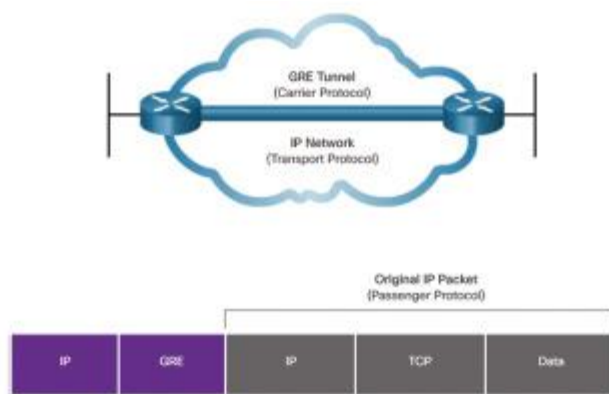 GRE Tunnel
(Carrier Protocol)
IP Network
(Transport Protocol)
Original IP Packet
(Passenger Protocol)
IP GRE IP TCP Data